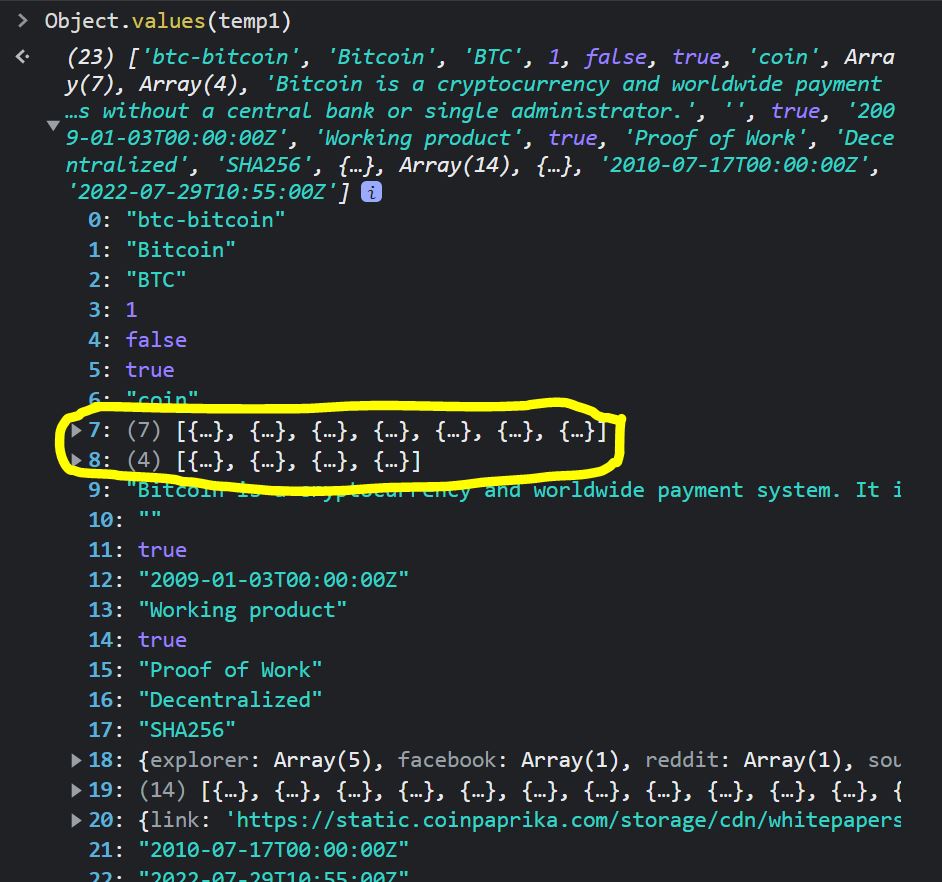 > Object.values(temp1)
(23) ['btc-bitcoin', 'Bitcoin', 'BTC', 1, false, true, 'coin', Arra
y(7), Array(4), 'Bitcoin is a cryptocurrency and worldwide payment
…s without a central bank or single administrator.', '', true, '200
9-01-03T00:00:00Z', 'Working product', true, 'Proof of Work', 'Dece
ntralized', 'SHA256', {…}, Array(14), {…}, '2010-07-17T00:00:00Z',
'2022-07-29T10:55:00Z'] i
0: "btc-bitcoin"
1: "Bitcoin"
2: "BTC"
3: 1
4: false
5: true
6: "coin"
7: (7) [{…}, {…}, {…}, {…}, {…}, {…}, {…}]
8: (4) [{…}, {…}, {…}, {…}]
9: "Bitcoin is a cryptocurrency and worldwide payment system. It i
10: ""
11: true
12: "2009-01-03T00:00:00Z"
13: "Working product"
14: true
15: "Proof of Work"
16: "Decentralized"
17: "SHA256"
18: {explorer: Array(5), facebook: Array(1), reddit: Array(1), sou
19: (14) [{…}, {…}, {…}, {…}, {…}, {…}, {…}, {…}, {…}, {…}, {…}, {
20: {link: 'https://static.coinpaprika.com/storage/cdn/whitepapers
21: "2010-07-17T00:00:00Z"
22: "2022-07-29T10:55:00Z"